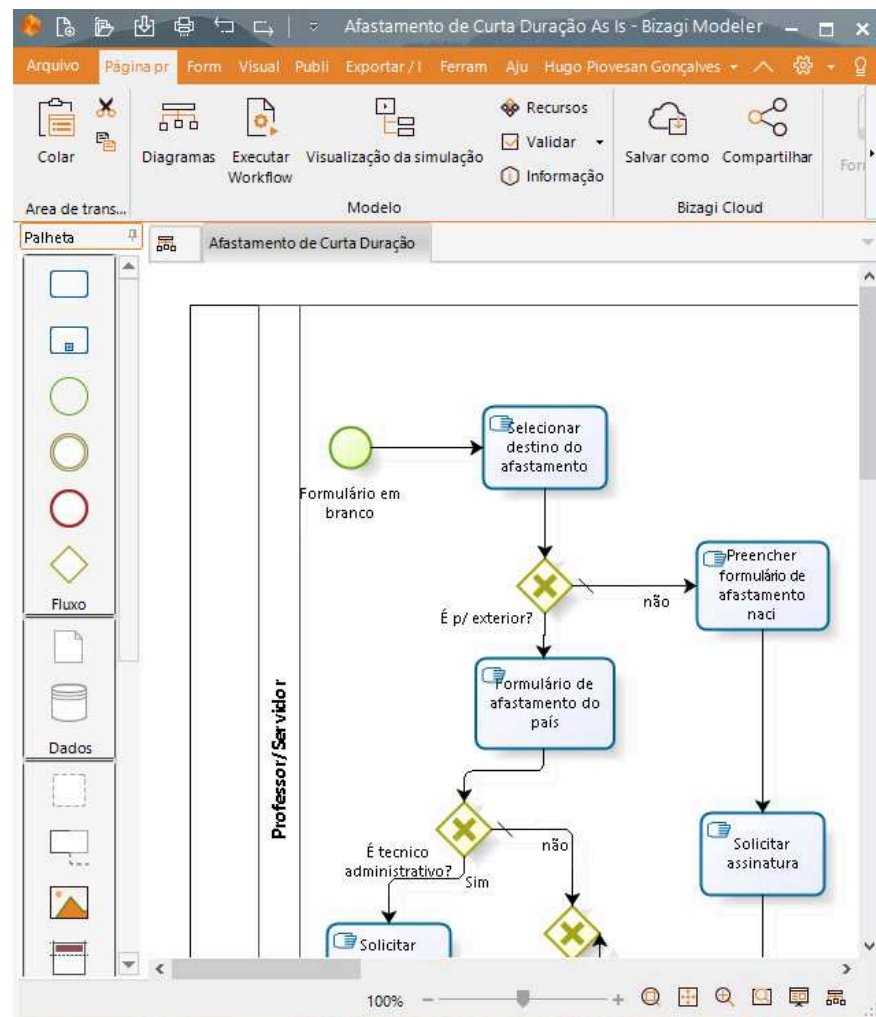 Afastamento de Curta Duração As Is - Bizagi Modeler
Arquivo Página pr Form Visual Publi Exportar / I Ferram Aju Hugo Piovesan Gonçalves
Colar
Diagramas
Executar
Workflow
Visualização da simulação
Recursos
Validar
Informação
Salvar como
Compartilhar
Forn
Area de trans...
Modelo
Bizagi Cloud
Palheta
Afastamento de Curta Duração
Fluxo
Dados
Professor/Servidor
Formulário em
branco
Selecionar
destino do
afastamento
É p/ exterior?
não
Preencher
formulário de
afastamento
naci
Formulário de
afastamento do
país
É tecnico
administrativo?
Sim
não
Solicitar
assinatura
Solicitar
100%